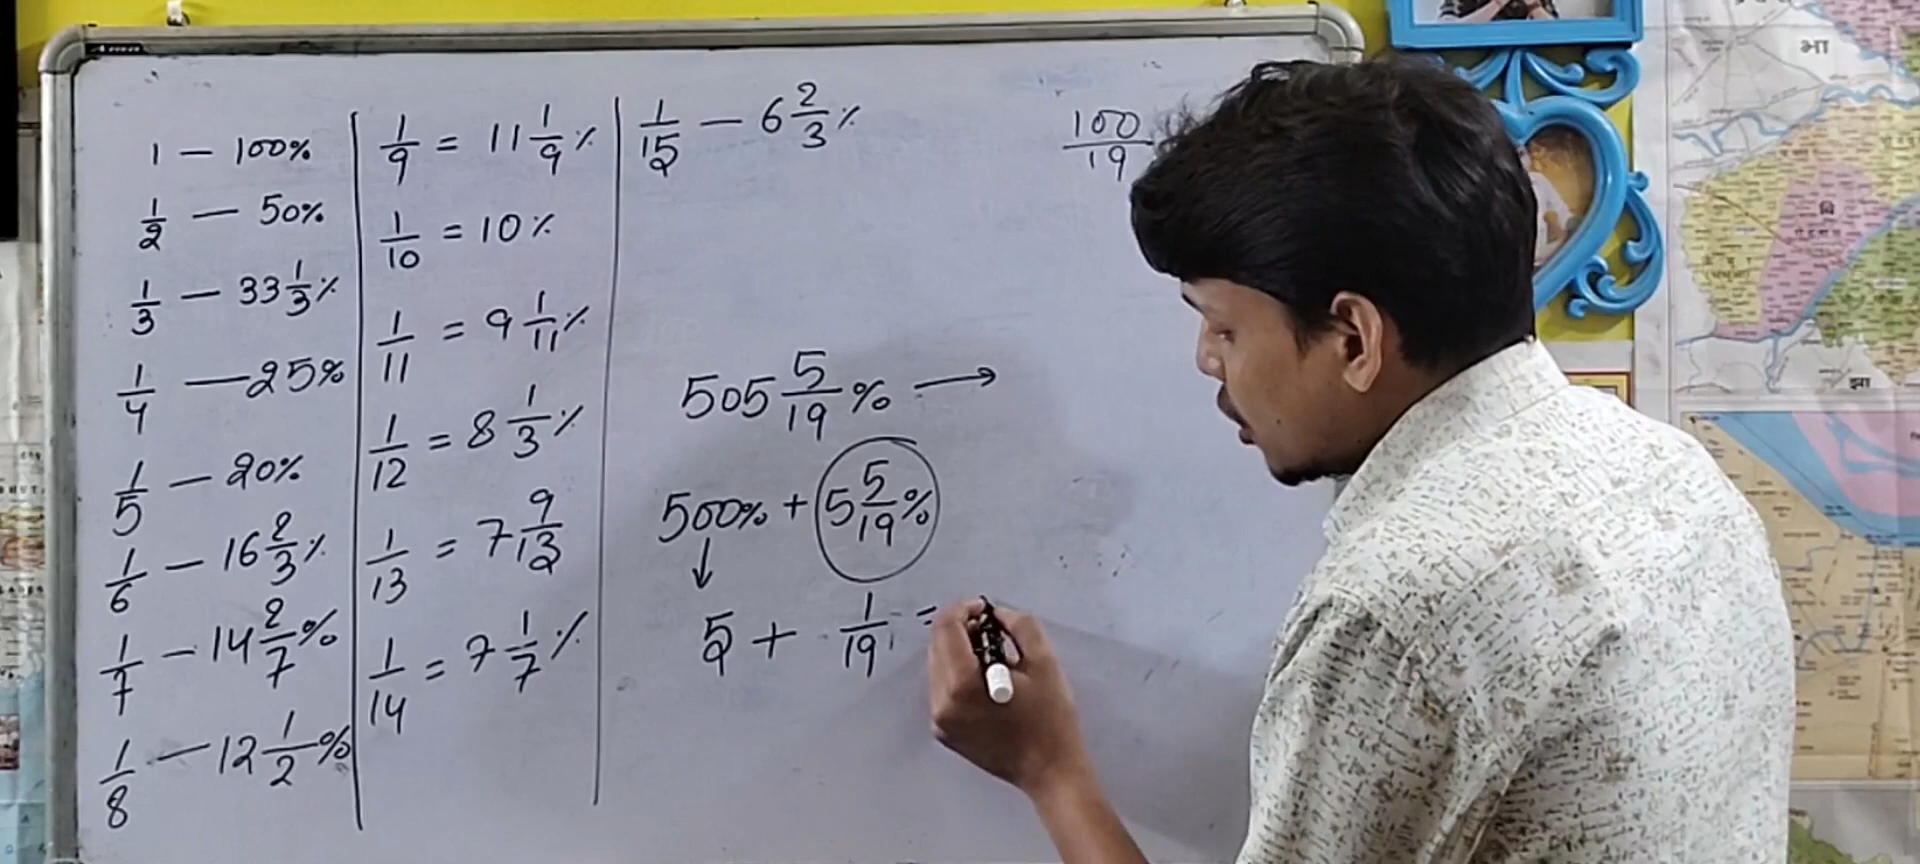 1 — 100%
1/2 — 50%
1/3 — 33 1/3 %
1/4 — 25%
1/5 — 20%
1/6 — 16 2/3 %
1/7 — 14 2/7 %
1/8 — 12 1/2 %
1/9 = 11 1/9 %
1/10 = 10 %
1/11 = 9 1/11 %
1/12 = 8 1/3 %
1/13 = 7 9/13
1/14 = 7 1/7 %
1/15 — 6 2/3 %
505 5/19 % →
500% + 5 5/19 %
↓
5 + 1/19 =
100/19
भा
झा